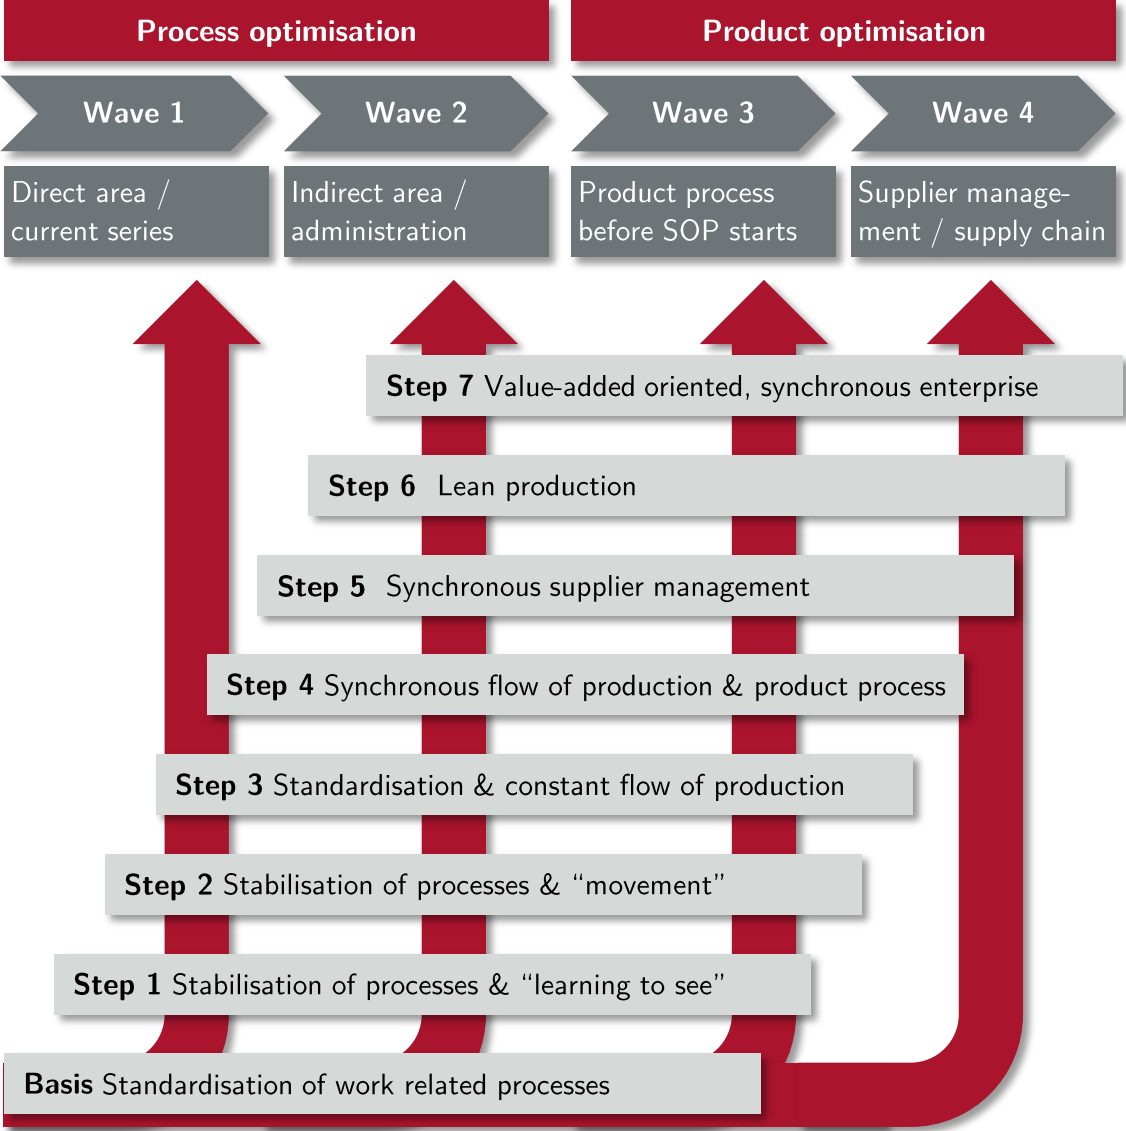 Process optimisation
Product optimisation
Wave 1
Wave 2
Wave 3
Wave 4
Direct area /
current series
Indirect area /
administration
Product process
before SOP starts
Supplier manage-
ment / supply chain
Step 7 Value-added oriented, synchronous enterprise
Step 6 Lean production
Step 5 Synchronous supplier management
Step 4 Synchronous flow of production & product process
Step 3 Standardisation & constant flow of production
Step 2 Stabilisation of processes & “movement”
Step 1 Stabilisation of processes & “learning to see”
Basis Standardisation of work related processes